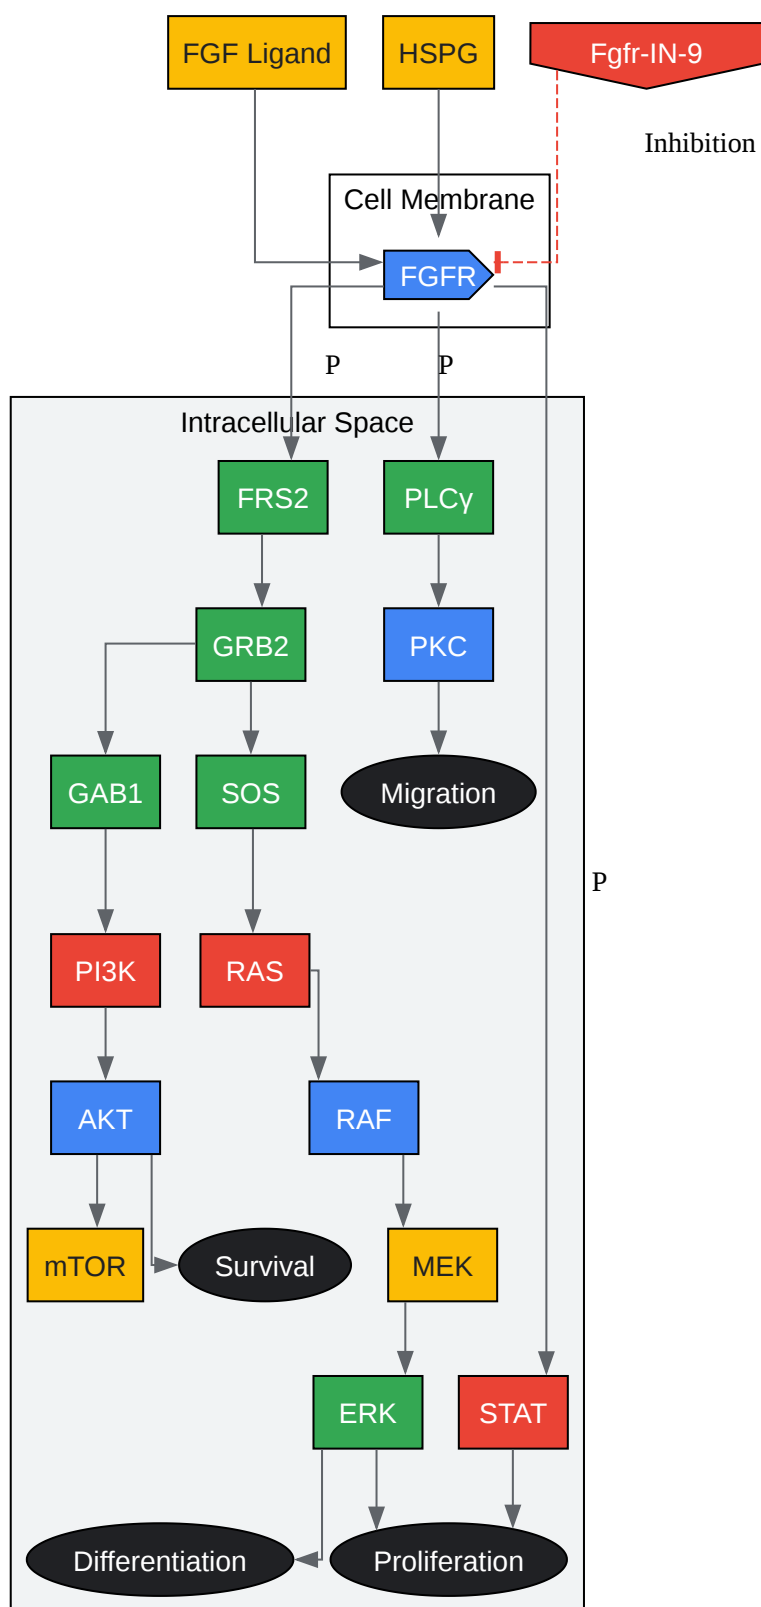 FGF Ligand
HSPG
Fgfr-IN-9
Inhibition
Cell Membrane
FGFR
P
P
Intracellular Space
FRS2
PLCγ
GRB2
PKC
GAB1
SOS
Migration
P
PI3K
RAS
AKT
RAF
mTOR
Survival
MEK
ERK
STAT
Differentiation
Proliferation